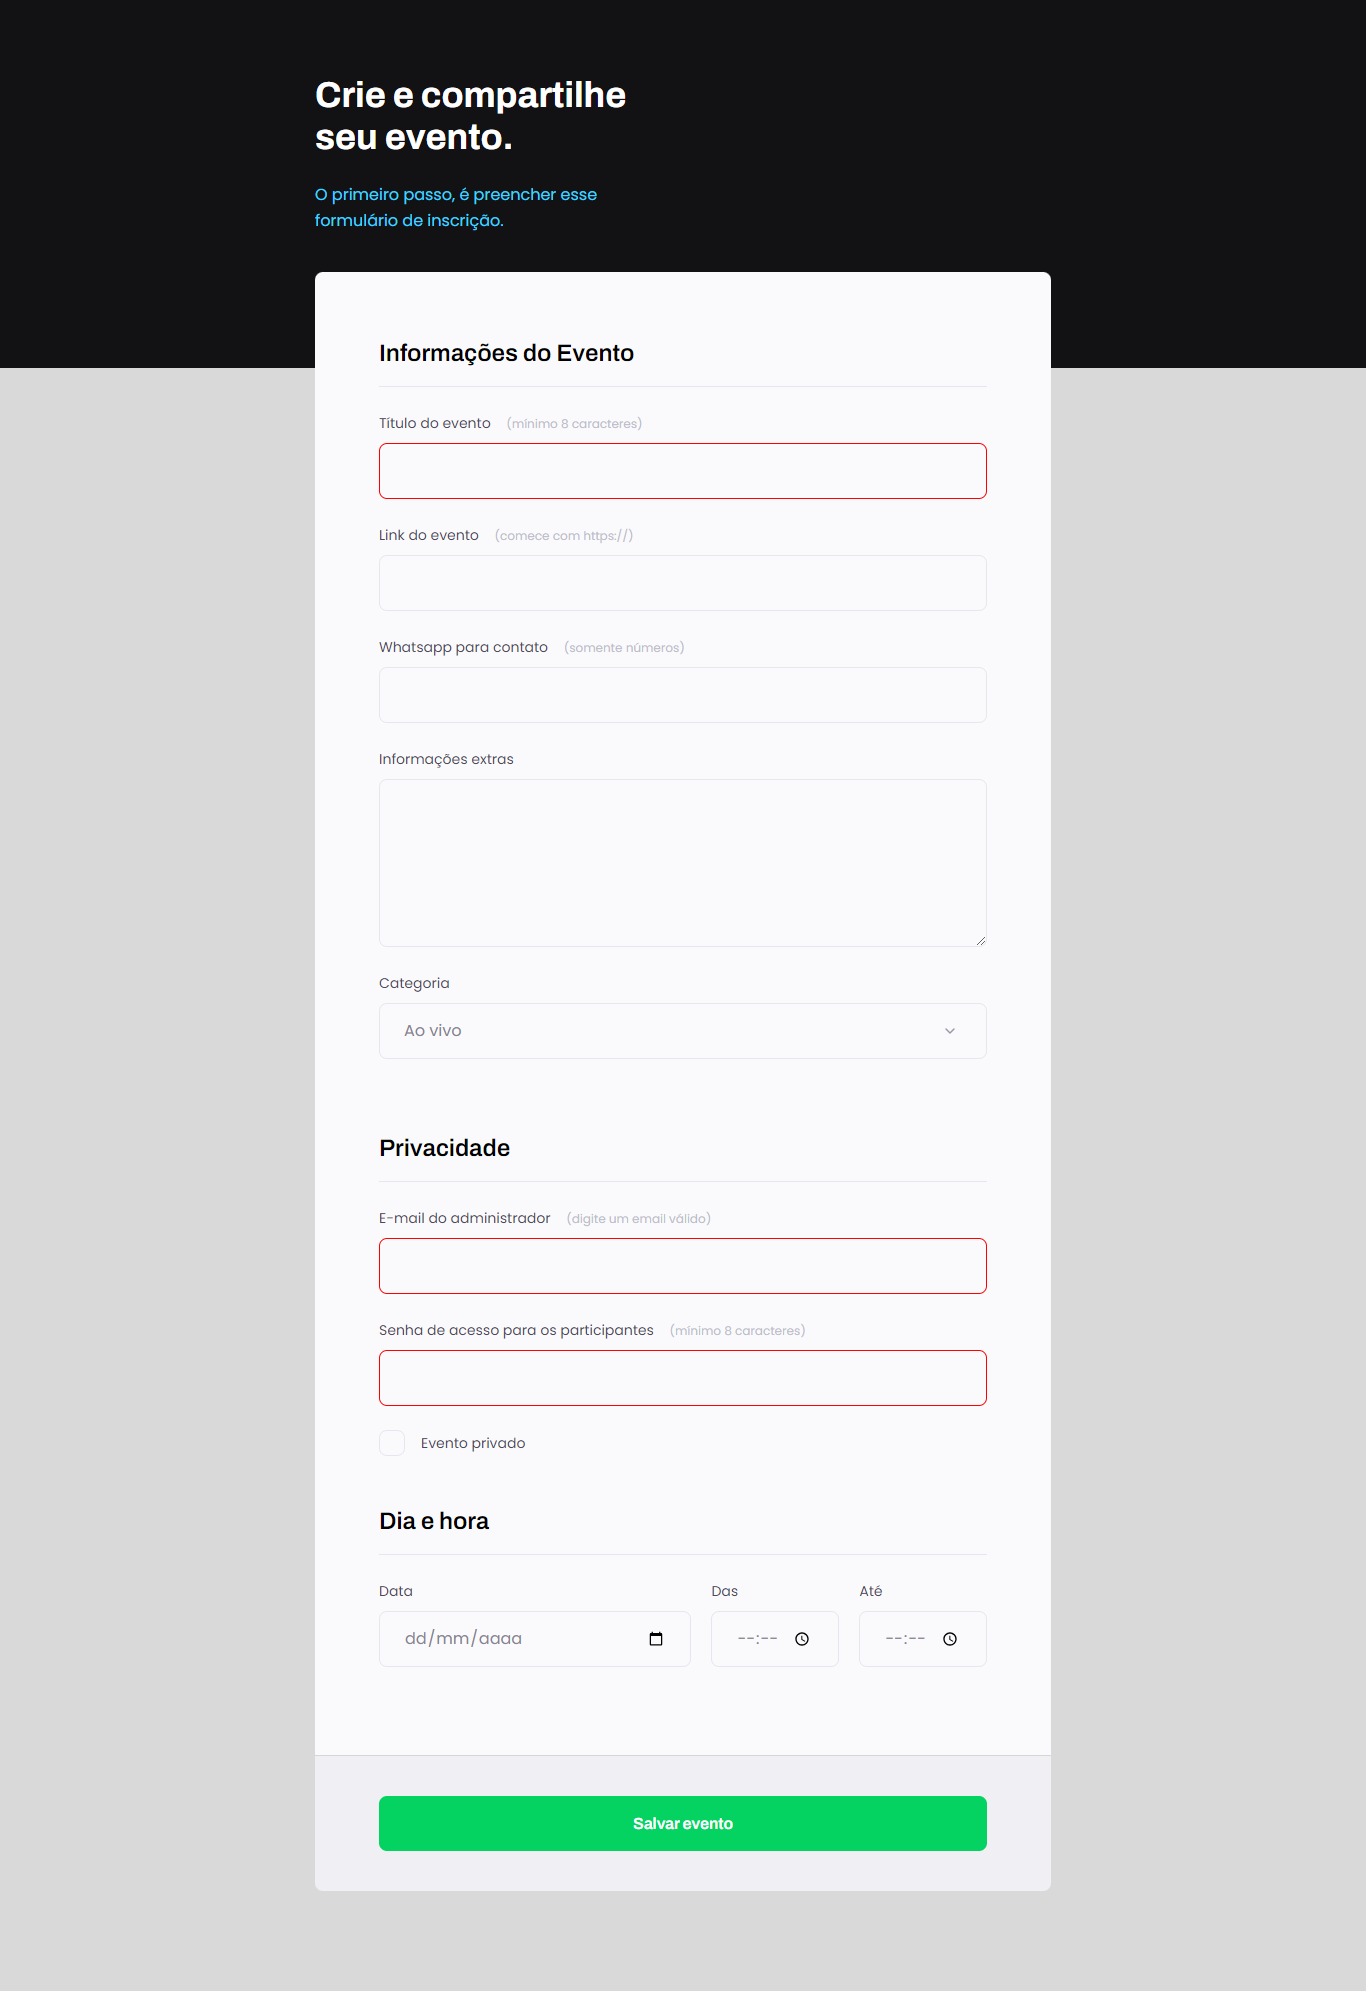 Crie e compartilhe
seu evento.
O primeiro passo, é preencher esse
formulário de inscrição.
Informações do Evento
Título do evento (mínimo 8 caracteres)
Link do evento (comece com https://)
Whatsapp para contato (somente números)
Informações extras
Categoria
Ao vivo
Privacidade
E-mail do administrador (digite um email válido)
Senha de acesso para os participantes (mínimo 8 caracteres)
Evento privado
Dia e hora
Data Das Até
dd/mm/aaaa --:-- --:--
Salvar evento